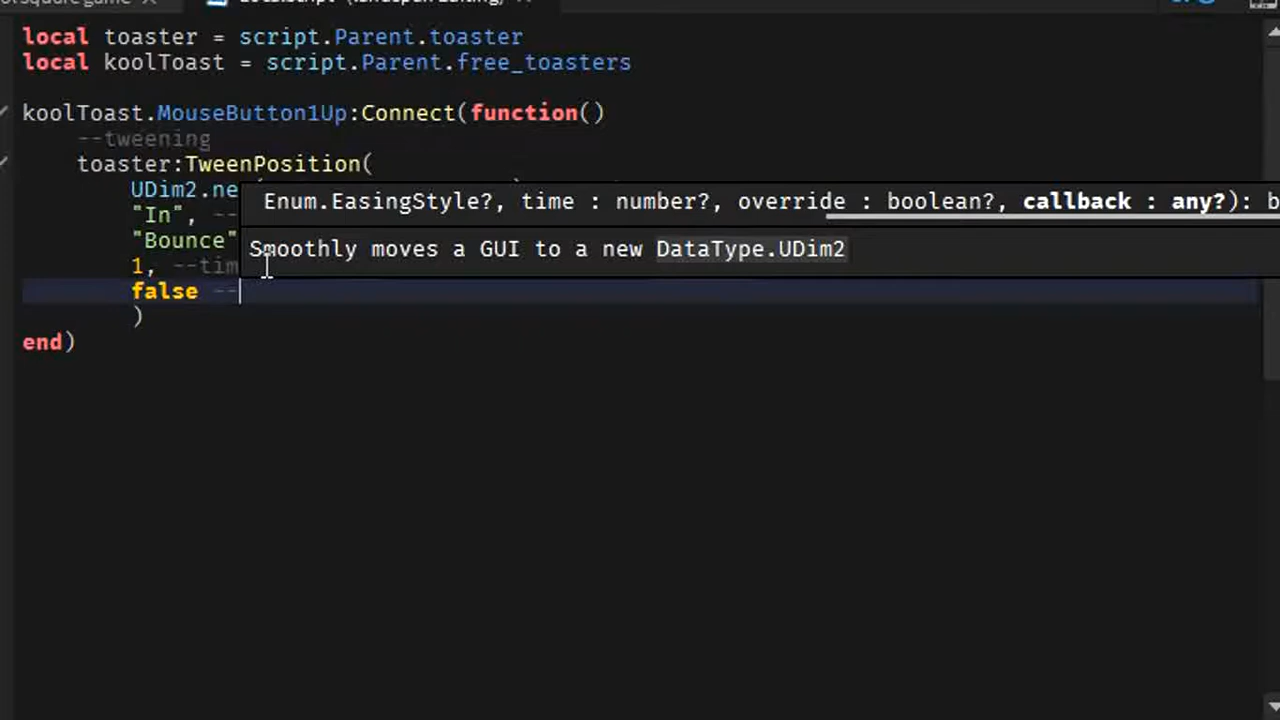 local toaster = script.Parent.toaster
local koolToast = script.Parent.free_toasters
koolToast.MouseButton1Up:Connect(function()
--tweening
toaster:TweenPosition(
UDim2.ne
Enum.EasingStyle?, time : number?, override : boolean?, callback : any?): b
"In", --
"Bounce"
Smoothly moves a GUI to a new DataType.UDim2
1, --tim
false --
)
end)